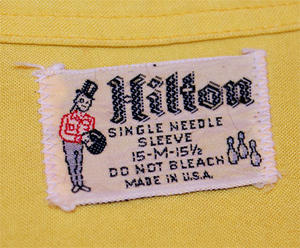 Hilton
SINGLE NEEDLE
SLEEVE
15-M-15½
DO NOT BLEACH
MADE IN U.S.A.